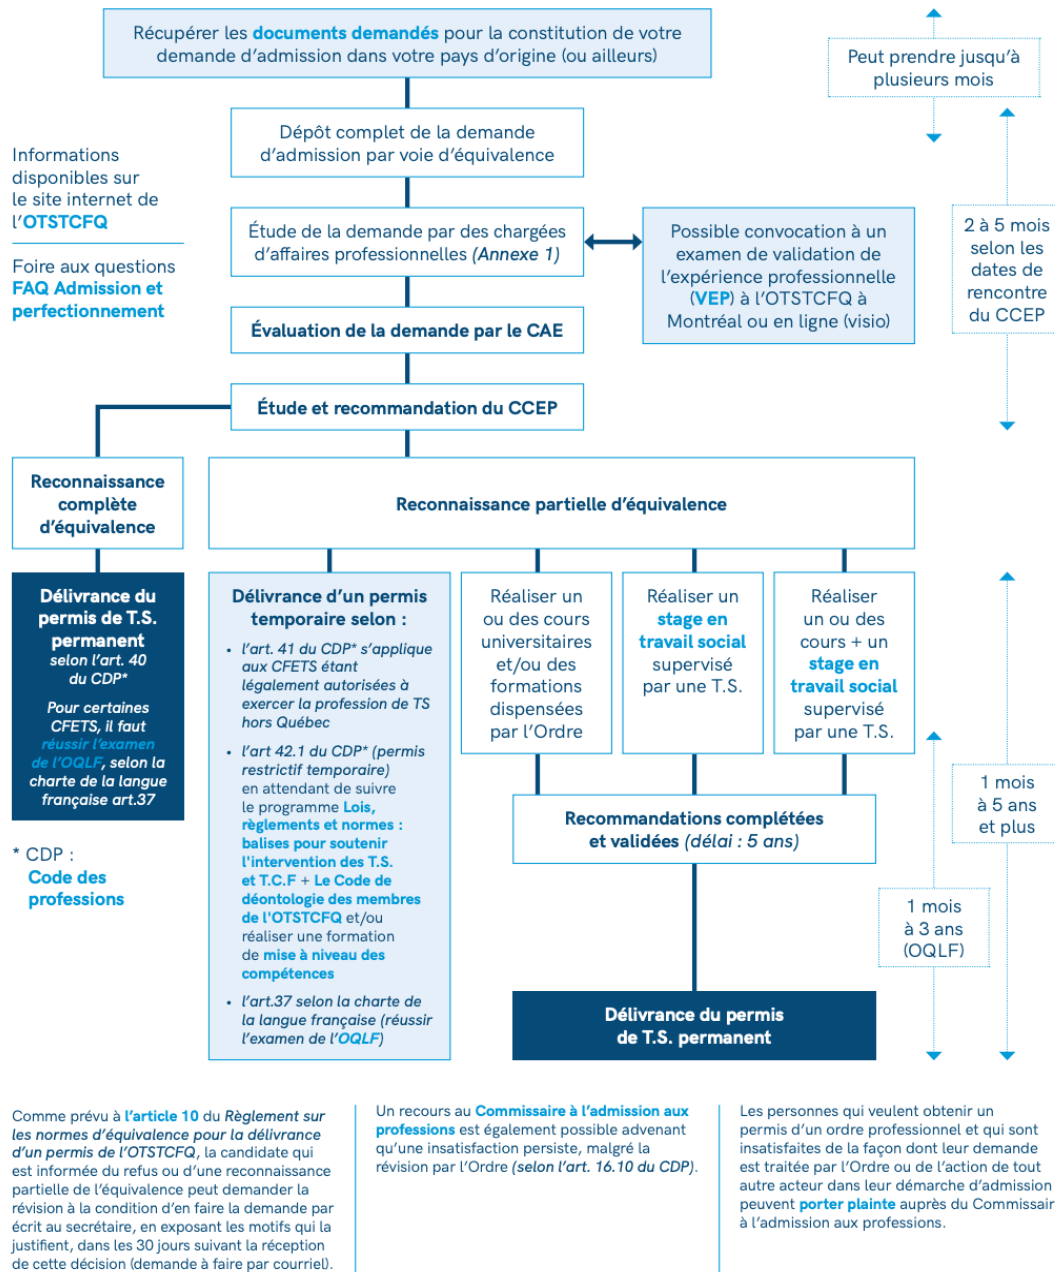 Récupérer les documents demandés pour la constitution de votre
demande d'admission dans votre pays d'origine (ou ailleurs)
Peut prendre jusqu'à
plusieurs mois
Dépôt complet de la demande
d'admission par voie d'équivalence
Informations
disponibles sur
le site internet de
l'OTSTCFQ
Foire aux questions
FAQ Admission et
perfectionnement
Étude de la demande par des chargées
d'affaires professionnelles (Annexe 1)
Possible convocation à un
examen de validation de
l'expérience professionnelle
(VEP) à l'OTSTCFQ à
Montréal ou en ligne (visio)
2 à 5 mois
selon les
dates de
rencontre
du CCEP
Évaluation de la demande par le CAE
Étude et recommandation du CCEP
Reconnaissance
complète
d'équivalence
Reconnaissance partielle d'équivalence
Délivrance du
permis de T.S.
permanent
selon l'art. 40
du CDP*
Pour certaines
CFETS, il faut
réussir l'examen
de l'OQLF, selon la
charte de la langue
française art.37
* CDP :
Code des
professions
Délivrance d'un permis
temporaire selon :
• l'art. 41 du CDP* s'applique
aux CFETS étant
légalement autorisées à
exercer la profession de TS
hors Québec
• l'art 42.1 du CDP* (permis
restrictif temporaire)
en attendant de suivre
le programme Lois,
règlements et normes :
balises pour soutenir
l'intervention des T.S.
et T.C.F + Le Code de
déontologie des membres
de l'OTSTCFQ et/ou
réaliser une formation
de mise à niveau des
compétences
• l'art.37 selon la charte de
la langue française (réussir
l'examen de l'OQLF)
Réaliser un
ou des cours
universitaires
et/ou des
formations
dispensées
par l'Ordre
Réaliser un
stage en
travail social
supervisé
par une T.S.
Réaliser
un ou des
cours + un
stage en
travail social
supervisé
par une T.S.
Recommandations complétées
et validées (délai : 5 ans)
1 mois
à 5 ans
et plus
1 mois
à 3 ans
(OQLF)
Délivrance du permis
de T.S. permanent
Comme prévu à l'article 10 du Règlement sur
les normes d'équivalence pour la délivrance
d'un permis de l'OTSTCFQ, la candidate qui
est informée du refus ou d'une reconnaissance
partielle de l'équivalence peut demander la
révision à la condition d'en faire la demande par
écrit au secrétaire, en exposant les motifs qui la
justifient, dans les 30 jours suivant la réception
de cette décision (demande à faire par courriel).
Un recours au Commissaire à l'admission aux
professions est également possible advenant
qu'une insatisfaction persiste, malgré la
révision par l'Ordre (selon l'art. 16.10 du CDP).
Les personnes qui veulent obtenir un
permis d'un ordre professionnel et qui sont
insatisfaites de la façon dont leur demande
est traitée par l'Ordre ou de l'action de tout
autre acteur dans leur démarche d'admission
peuvent porter plainte auprès du Commissair
à l'admission aux professions.